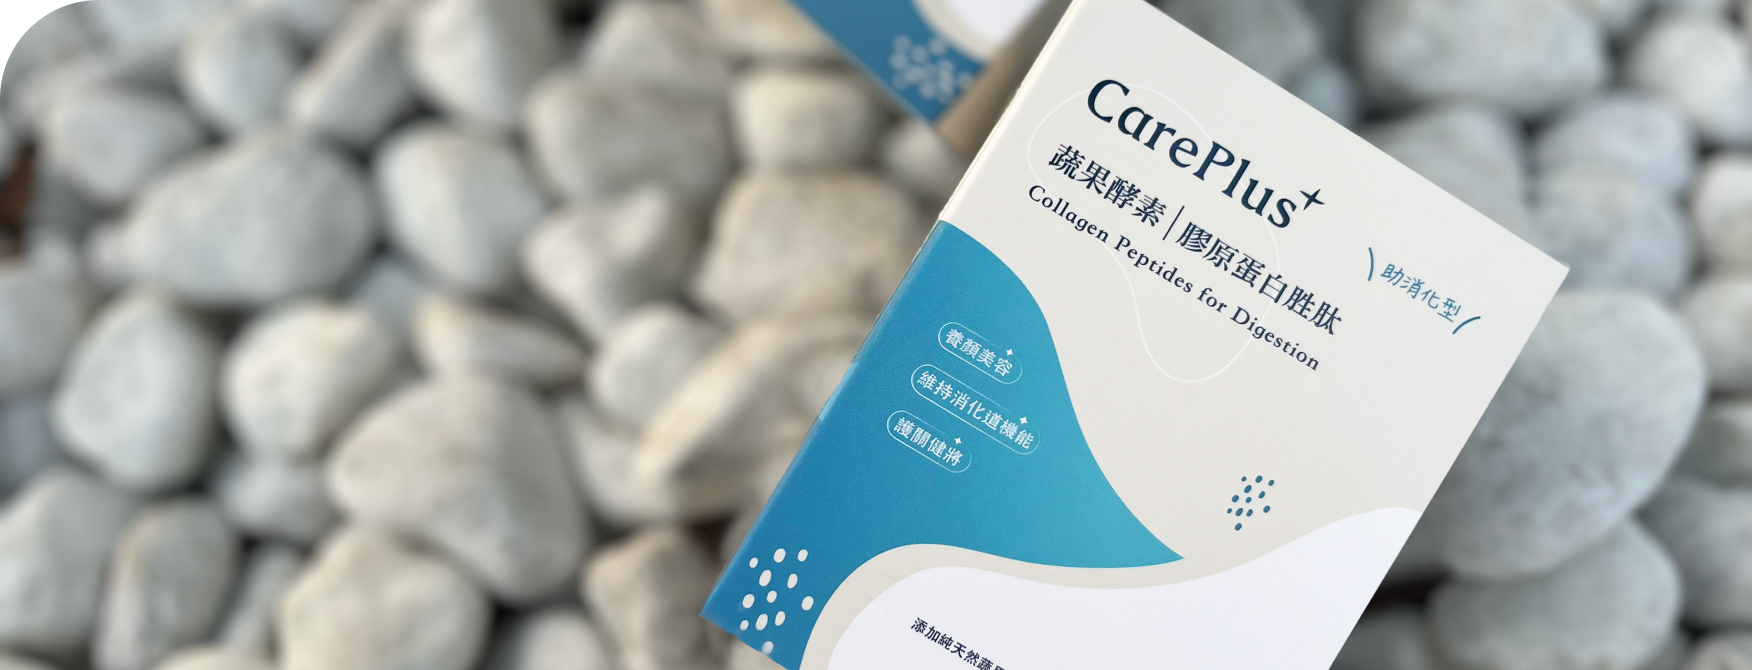 CarePlus+
蔬果酵素│膠原蛋白胜肽
Collagen Peptides for Digestion
助消化型
養顏美容
維持消化道機能
護關健將
添加純天然蔬